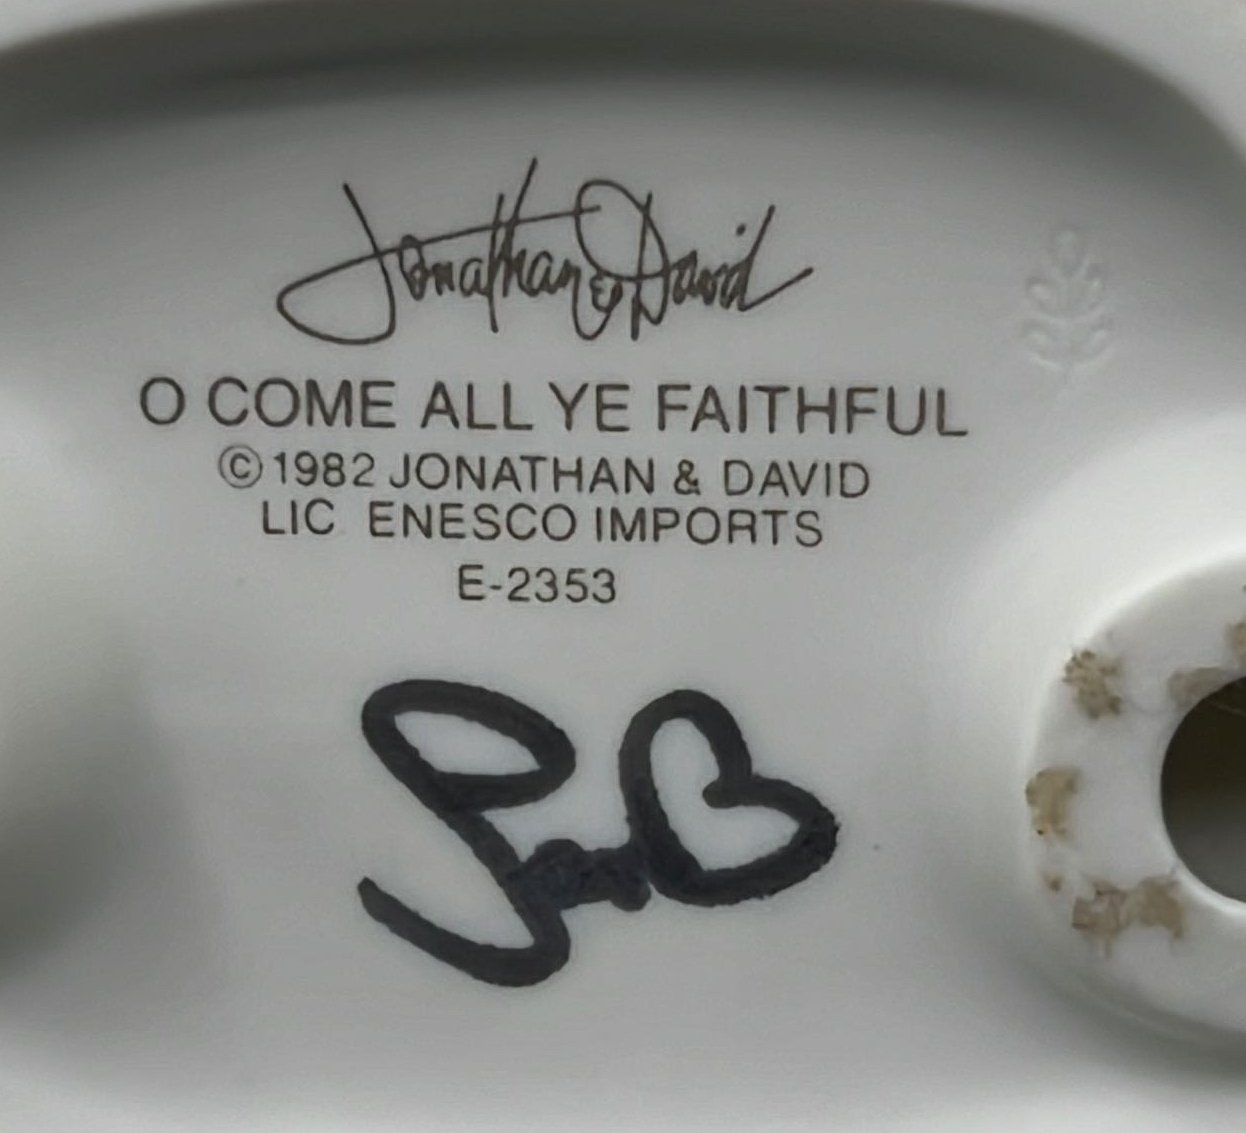 Jonathan & David
O COME ALL YE FAITHFUL
©1982 JONATHAN & DAVID
LIC ENESCO IMPORTS
E-2353